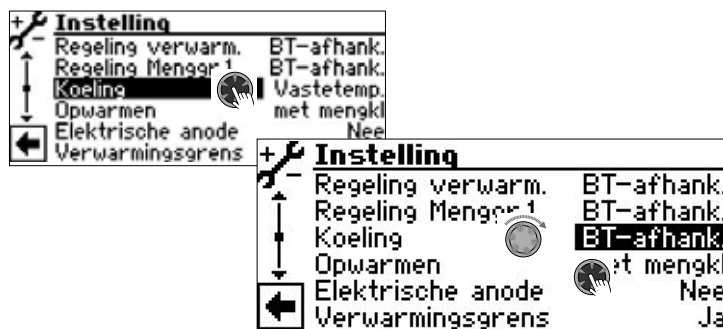 Instelling
Regeling verwarm. BT-afhank.
Regeling Menggr.1 BT-afhank.
Koeling Vastetemp.
Opwarmen met mengkl
Elektrische anode Nee
Verwarmingsgrens
Instelling
Regeling verwarm. BT-afhank.
Regeling Menggr.1 BT-afhank.
Koeling BT-afhank.
Opwarmen met mengkl
Elektrische anode Nee
Verwarmingsgrens Ja